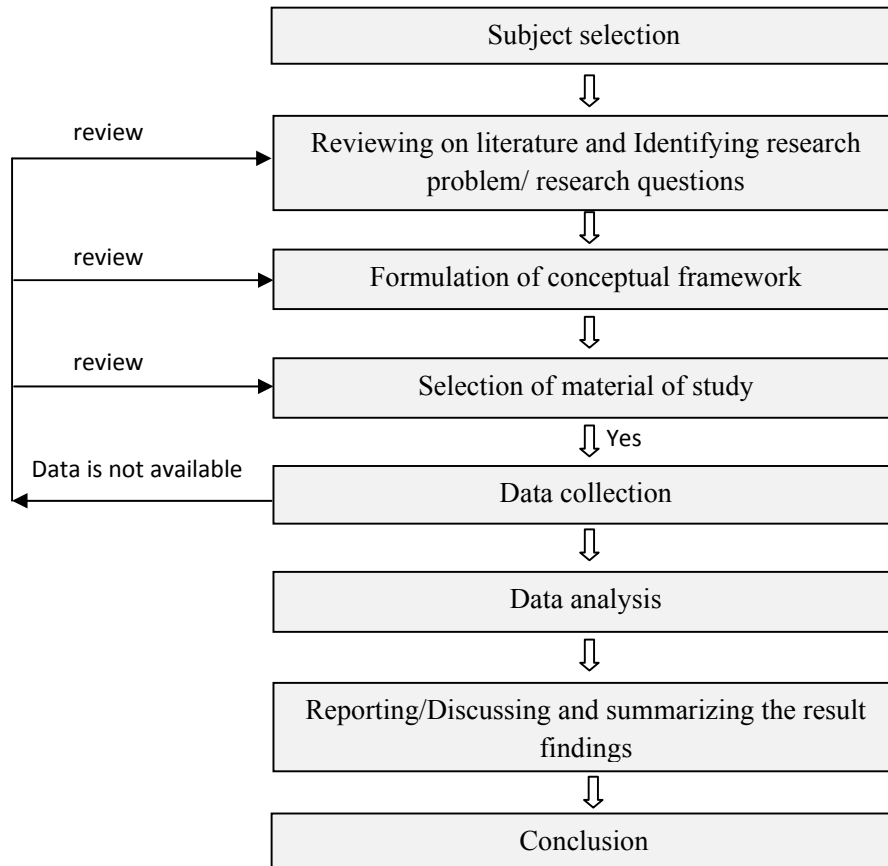 Subject selection
review
Reviewing on literature and Identifying research
problem/ research questions
review
Formulation of conceptual framework
review
Selection of material of study
Yes
Data is not available
Data collection
Data analysis
Reporting/Discussing and summarizing the result
findings
Conclusion